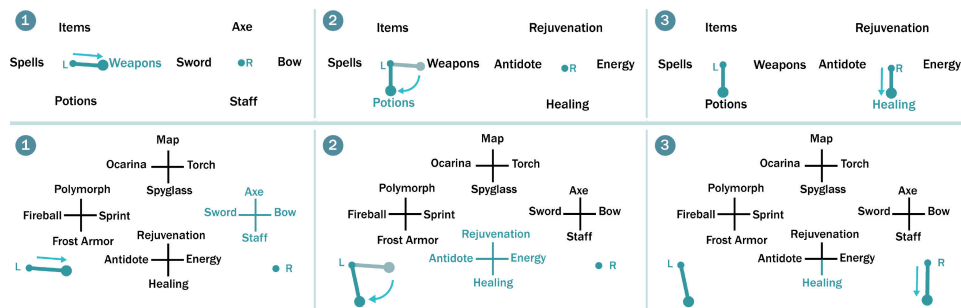 1
Items
Axe
Spells
L
Weapons
Sword
R
Bow
Potions
Staff
2
Items
Rejuvenation
Spells
L
Weapons
Antidote
R
Energy
Potions
Healing
3
Items
Rejuvenation
Spells
L
Weapons
Antidote
R
Energy
Potions
Healing
1
Map
Ocarina
Torch
Spyglass
Polymorph
Fireball
Sprint
Frost Armor
Axe
Sword
Bow
Staff
Rejuvenation
Antidote
Energy
Healing
L
R
2
Map
Ocarina
Torch
Spyglass
Polymorph
Fireball
Sprint
Frost Armor
Axe
Sword
Bow
Staff
Rejuvenation
Antidote
Energy
Healing
L
R
3
Map
Ocarina
Torch
Spyglass
Polymorph
Fireball
Sprint
Frost Armor
Axe
Sword
Bow
Staff
Rejuvenation
Antidote
Energy
Healing
L
R